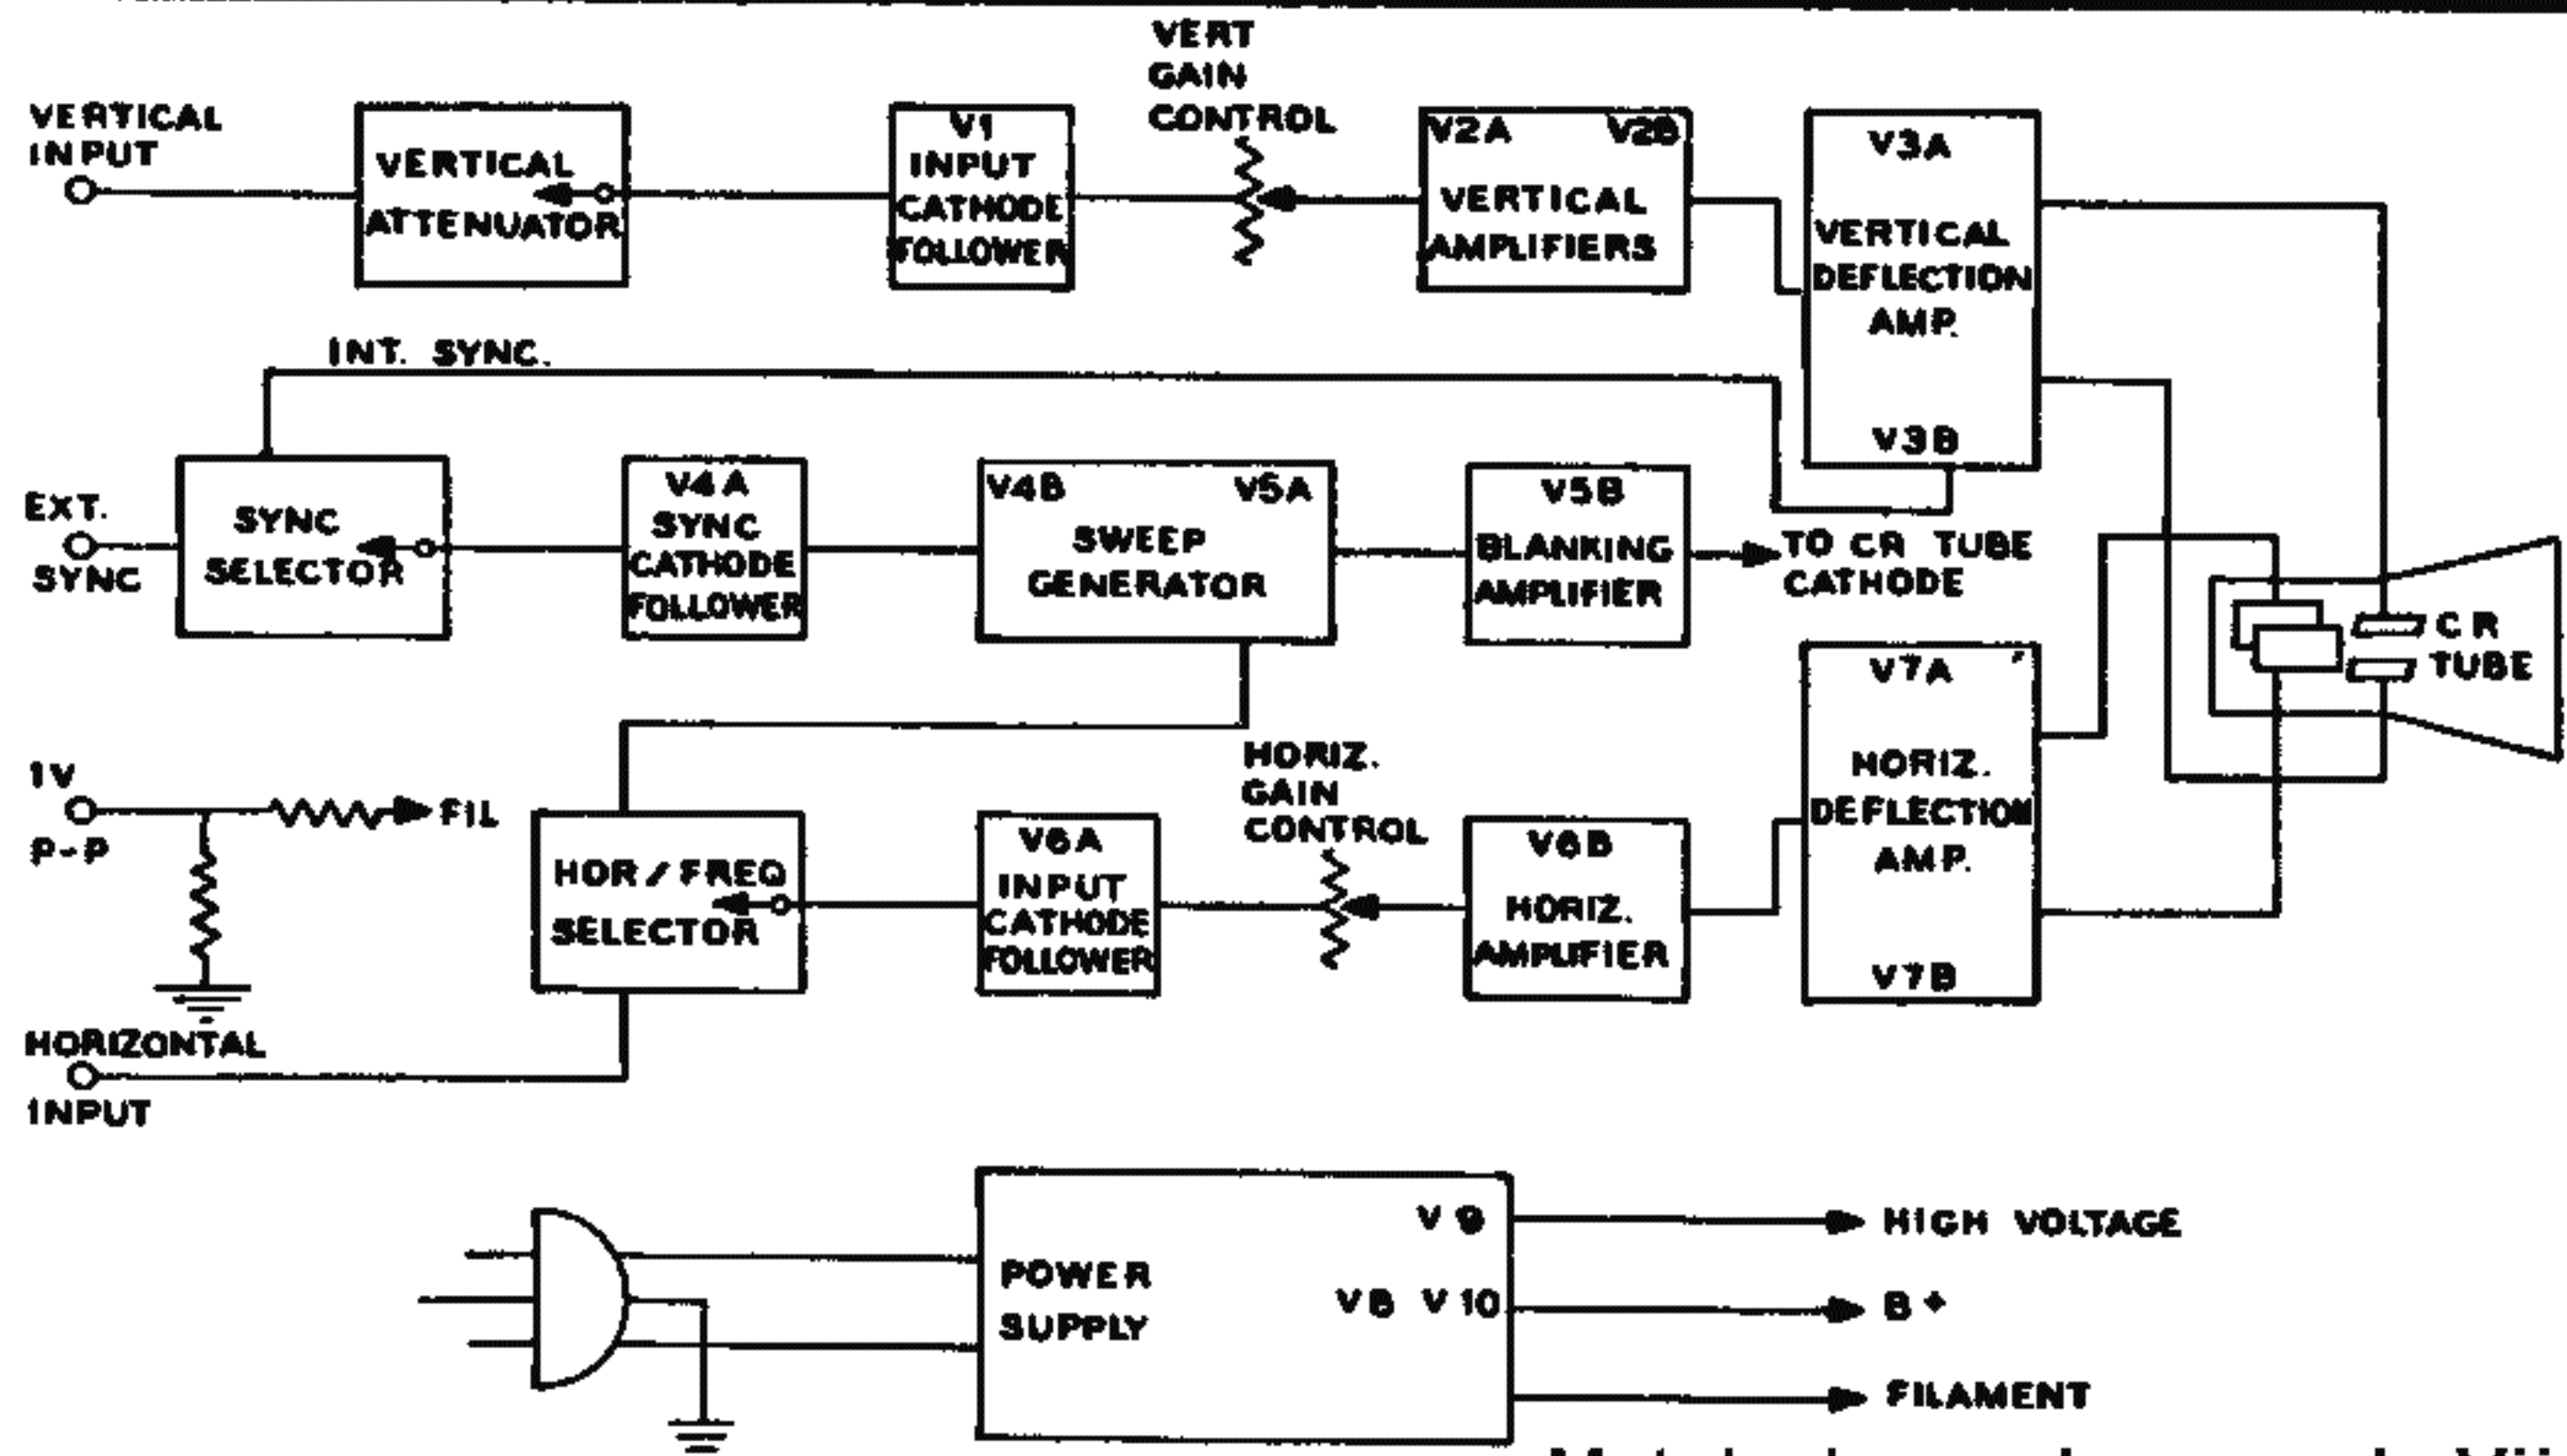 VERT
GAIN
CONTROL
VERTICAL
INPUT
VERTICAL
ATTENUATOR
V1
INPUT
CATHODE
FOLLOWER
V2A V2B
VERTICAL
AMPLIFIERS
V3A
VERTICAL
DEFLECTION
AMP.
V3B
INT. SYNC.
EXT.
SYNC
SYNC
SELECTOR
V4A
SYNC
CATHODE
FOLLOWER
V4B V5A
SWEEP
GENERATOR
V5B
BLANKING
AMPLIFIER
TO CR TUBE
CATHODE
CR
TUBE
1V
P-P
FIL
HOR/FREQ
SELECTOR
V6A
INPUT
CATHODE
FOLLOWER
HORIZ.
GAIN
CONTROL
V6B
HORIZ.
AMPLIFIER
V7A
HORIZ.
DEFLECTION
AMP.
V7B
HORIZONTAL
INPUT
POWER
SUPPLY
V9
V8 V10
HIGH VOLTAGE
B+
FILAMENT